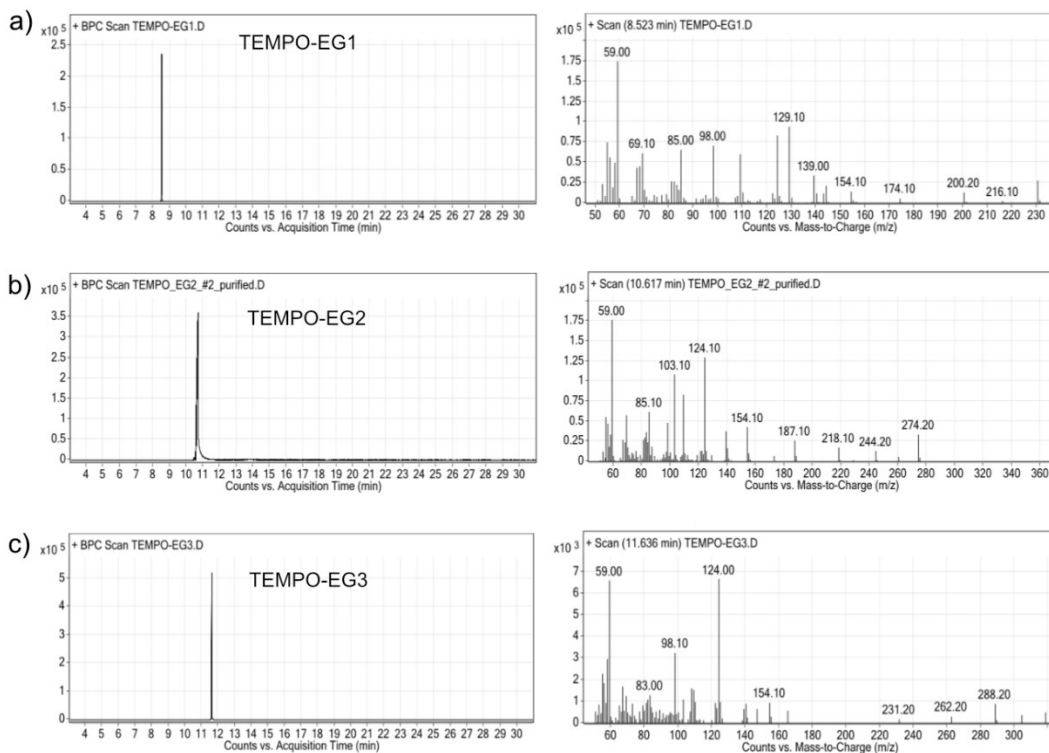 a)
+ BPC Scan TEMPO-EG1.D
x10 5
TEMPO-EG1
2.5
2
1.5
1
0.5
0
4 5 6 7 8 9 10 11 12 13 14 15 16 17 18 19 20 21 22 23 24 25 26 27 28 29 30
Counts vs. Acquisition Time (min)
+ Scan (8.523 min) TEMPO-EG1.D
x10 5
1.75
1.5
1.25
1
0.75
0.5
0.25
0
59.00
69.10
85.00
98.00
129.10
139.00
154.10
174.10
200.20
216.10
50 60 70 80 90 100 110 120 130 140 150 160 170 180 190 200 210 220 230
Counts vs. Mass-to-Charge (m/z)
b)
+ BPC Scan TEMPO_EG2_#2_purified.D
x10 5
TEMPO-EG2
3.5
3
2.5
2
1.5
1
0.5
0
4 5 6 7 8 9 10 11 12 13 14 15 16 17 18 19 20 21 22 23 24 25 26 27 28 29 30
Counts vs. Acquisition Time (min)
+ Scan (10.617 min) TEMPO_EG2_#2_purified.D
x10 5
1.75
1.5
1.25
1
0.75
0.5
0.25
0
59.00
85.10
103.10
124.10
154.10
187.10
218.10
244.20
274.20
60 80 100 120 140 160 180 200 220 240 260 280 300 320 340 360
Counts vs. Mass-to-Charge (m/z)
c)
+ BPC Scan TEMPO-EG3.D
x10 5
TEMPO-EG3
5
4
3
2
1
0
4 5 6 7 8 9 10 11 12 13 14 15 16 17 18 19 20 21 22 23 24 25 26 27 28 29 30
Counts vs. Acquisition Time (min)
+ Scan (11.636 min) TEMPO-EG3.D
x10 3
7
6
5
4
3
2
1
0
59.00
83.00
98.10
124.00
154.10
231.20
262.20
288.20
60 80 100 120 140 160 180 200 220 240 260 280 300
Counts vs. Mass-to-Charge (m/z)